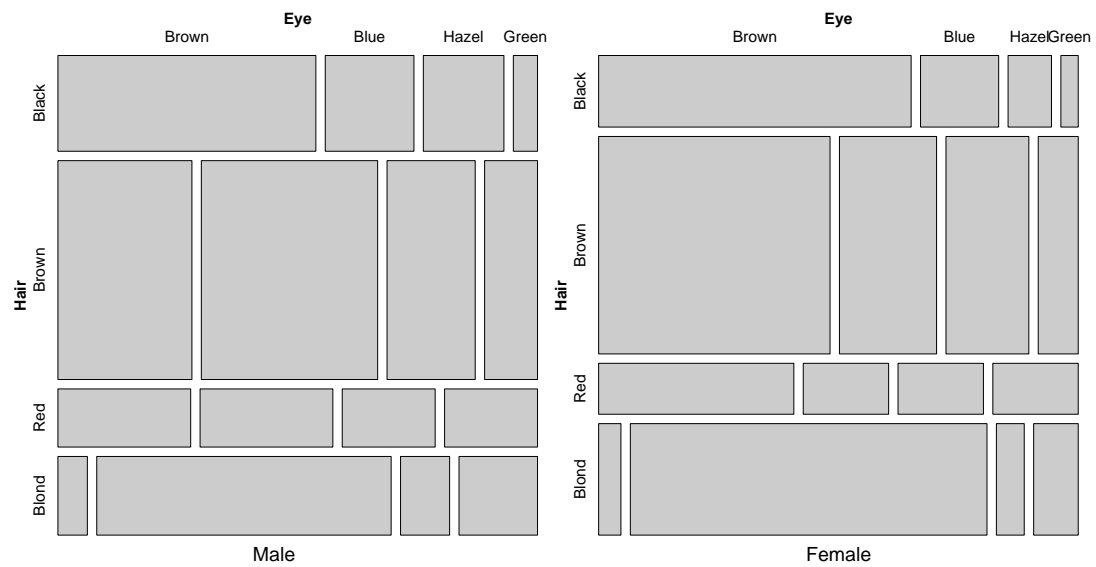 Eye
Brown Blue Hazel Green
Black
Brown
Red
Blond
Hair
Male
Eye
Brown Blue Hazel Green
Black
Brown
Red
Blond
Hair
Female